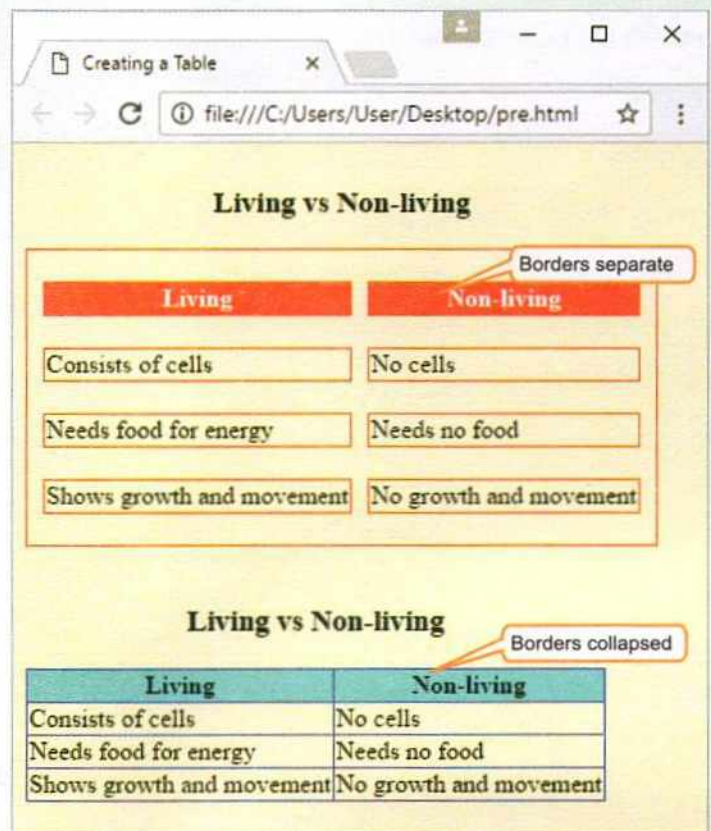 Creating a Table
file:///C:/Users/User/Desktop/pre.html
Living vs Non-living
Borders separate
Living Non-living
Consists of cells No cells
Needs food for energy Needs no food
Shows growth and movement No growth and movement
Living vs Non-living
Borders collapsed
Living Non-living
Consists of cells No cells
Needs food for energy Needs no food
Shows growth and movement No growth and movement